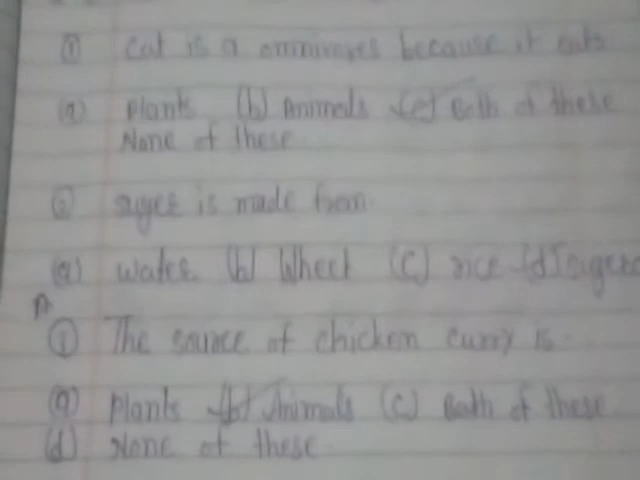 ① cat is a omnivores because it eats
(a) Plants (b) Animals (c) Both of these
None of these
② is made from
(a) water (b) Wheet (C) rice (d)
① The source of chicken curry is
(a) Plants (b) Animals (C) Both of these
(d) None of these